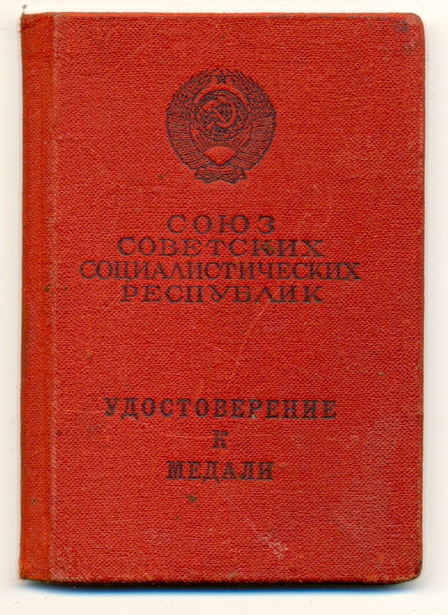 СОЮЗ
СОВЕТСКИХ
СОЦИАЛИСТИЧЕСКИХ
РЕСПУБЛИК
УДОСТОВЕРЕНИЕ
К
МЕДАЛИ